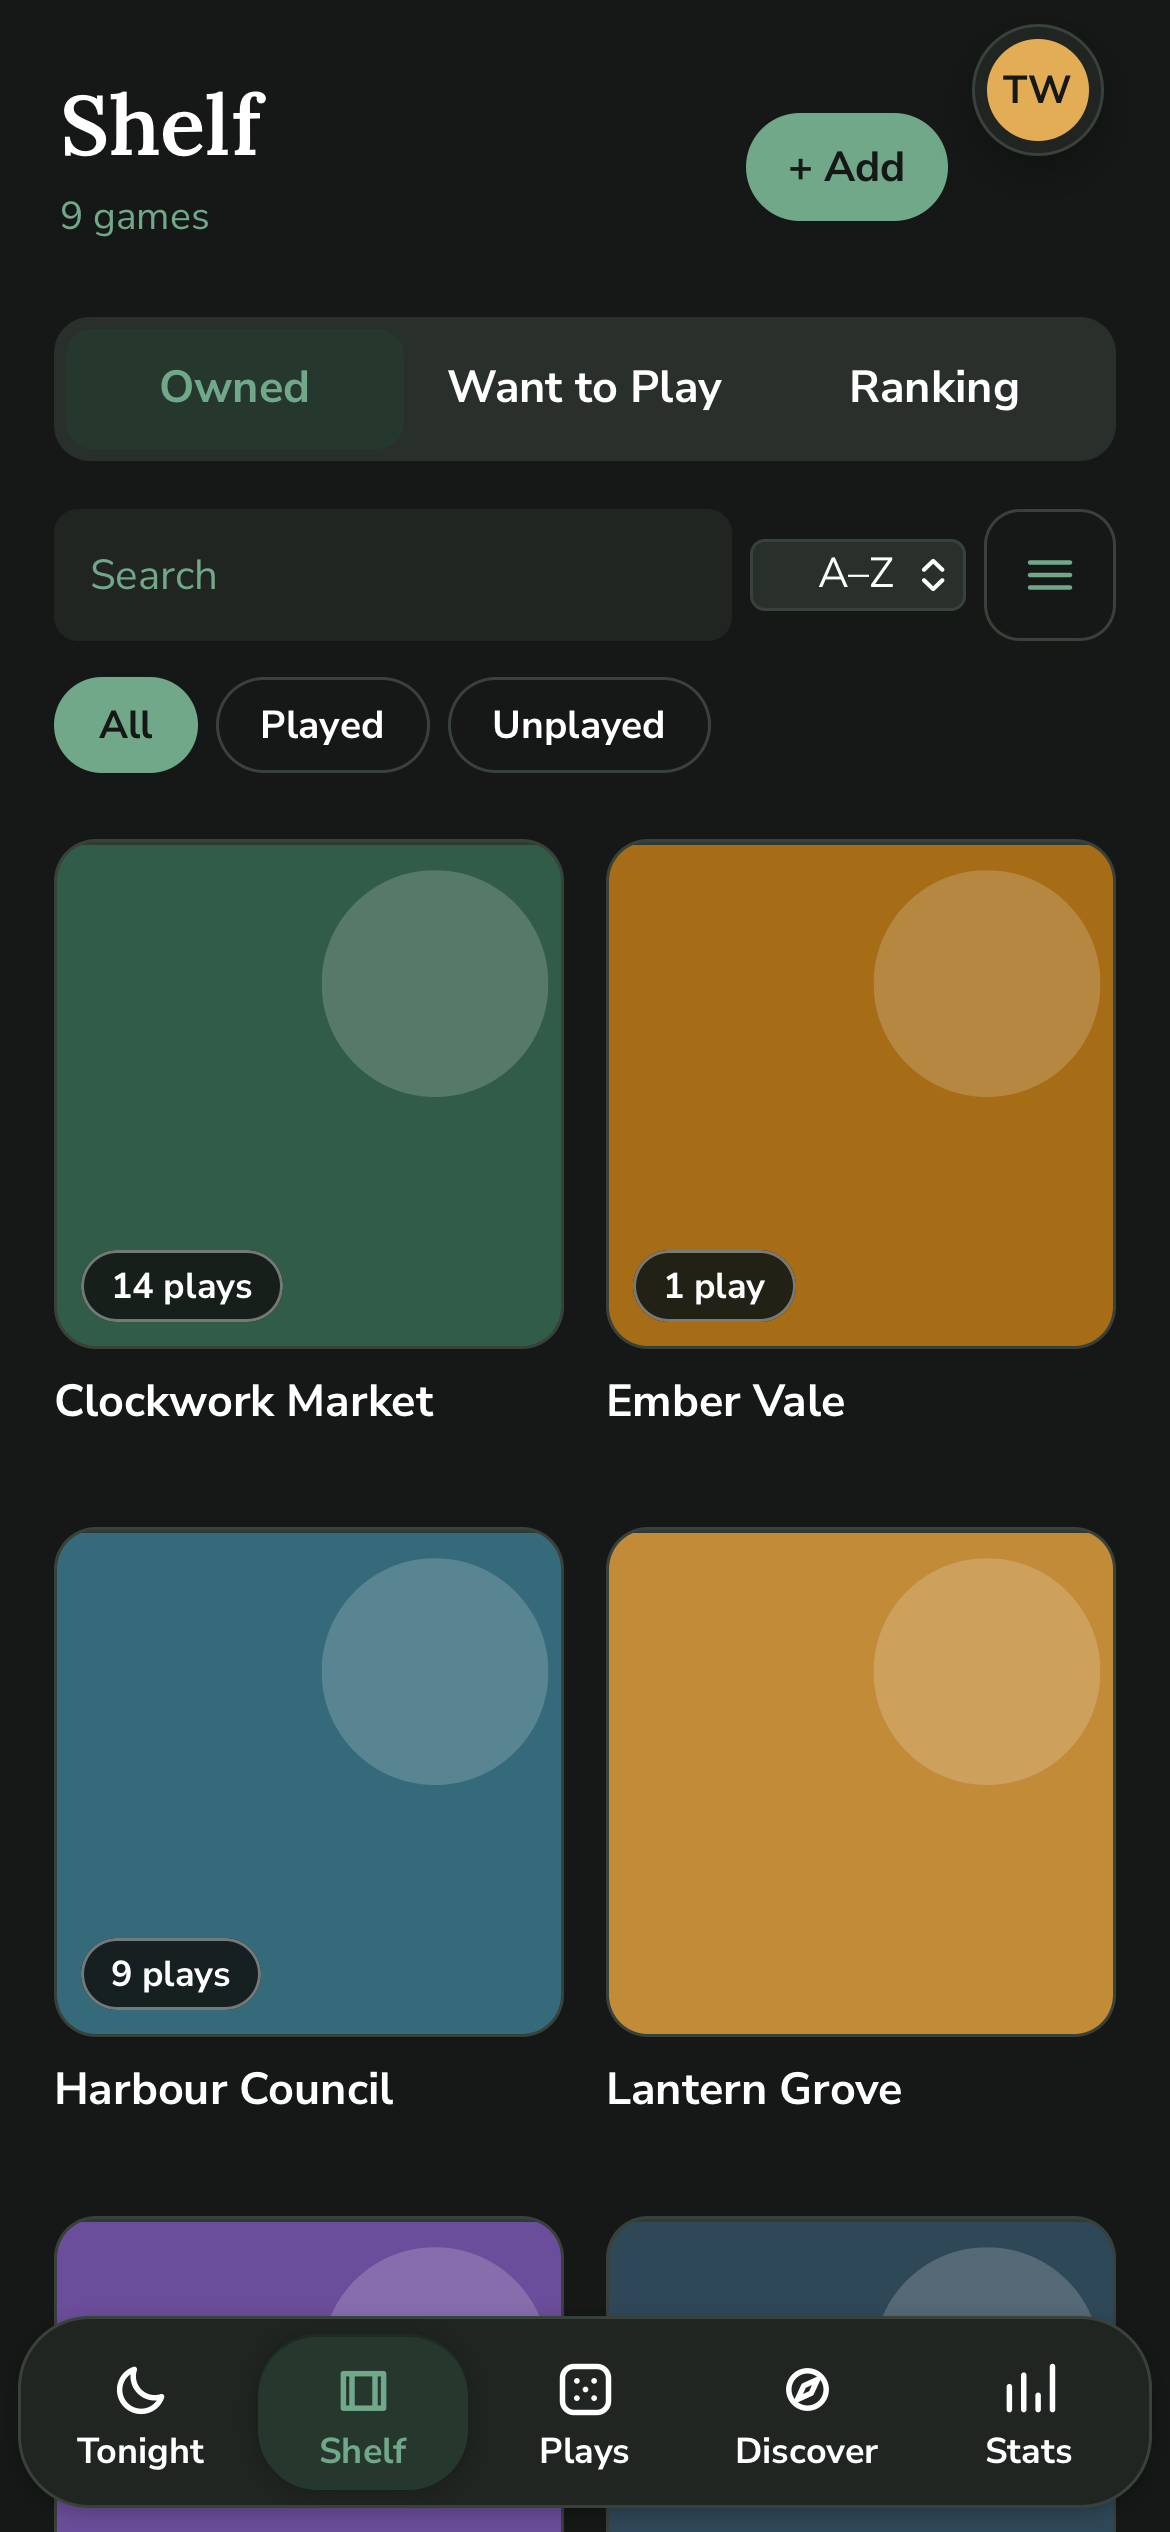 TW
Shelf
+ Add
9 games
Owned Want to Play Ranking
Search A–Z
All Played Unplayed
14 plays 1 play
Clockwork Market Ember Vale
9 plays
Harbour Council Lantern Grove
Tonight Shelf Plays Discover Stats